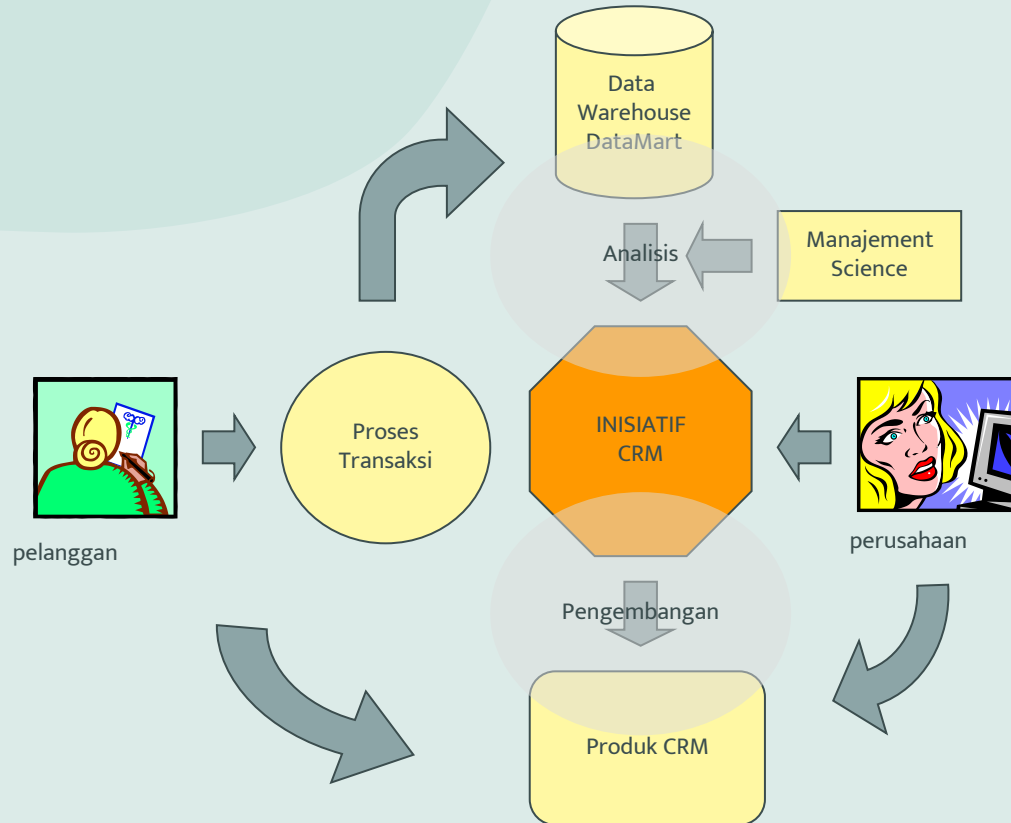 Data
Warehouse
DataMart
Analisis
Manajement
Science
Proses
Transaksi
INISIATIF
CRM
pelanggan
perusahaan
Pengembangan
Produk CRM